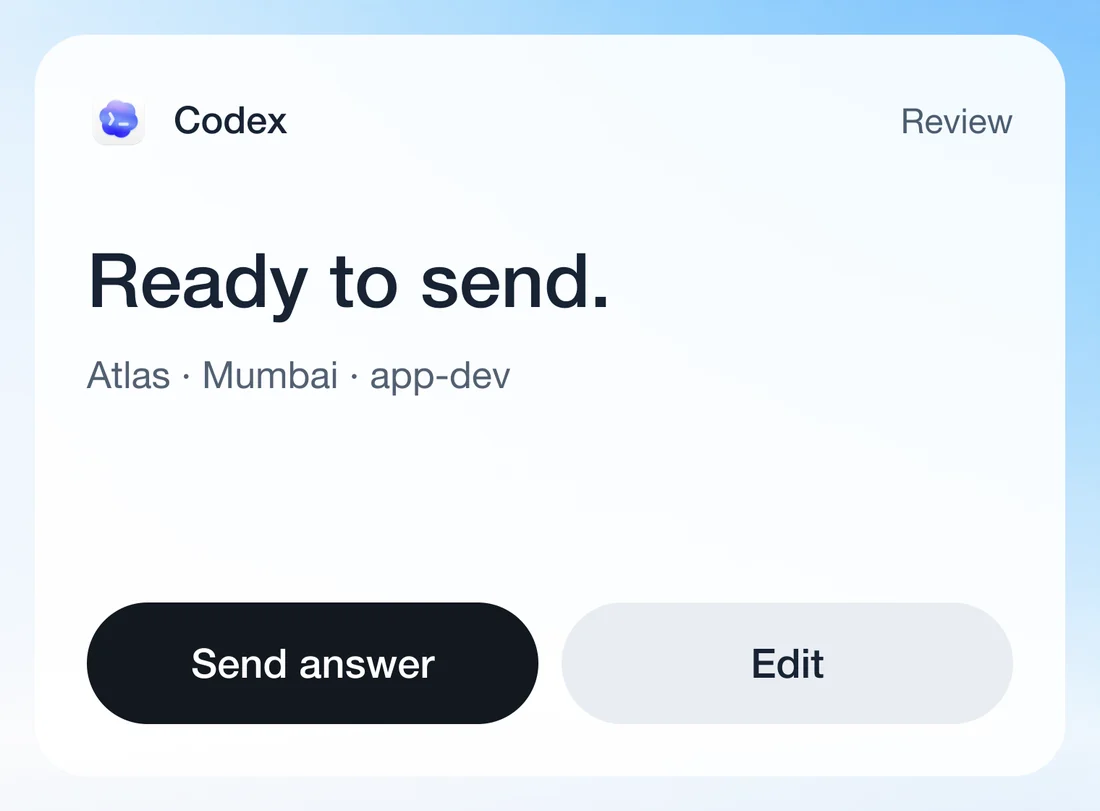 Codex
Review
Ready to send.
Atlas · Mumbai · app-dev
Send answer
Edit